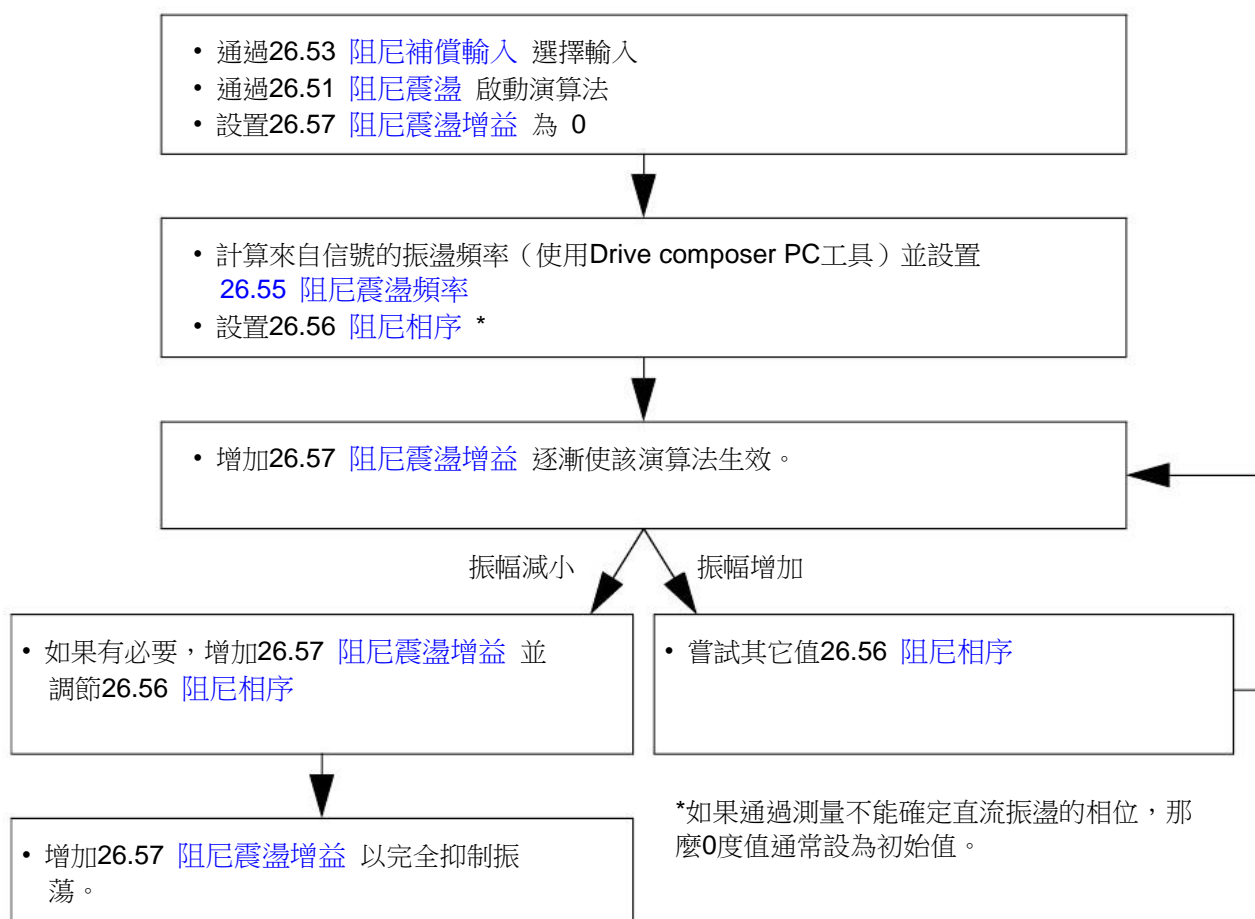 • 通過26.53 阻尼補償輸入 選擇輸入
• 通過26.51 阻尼震盪 啟動演算法
• 設置26.57 阻尼震盪增益 為 0
• 計算來自信號的振盪頻率（使用Drive composer PC工具）並設置
26.55 阻尼震盪頻率
• 設置26.56 阻尼相序 *
• 增加26.57 阻尼震盪增益 逐漸使該演算法生效。
振幅減小
振幅增加
• 如果有必要，增加26.57 阻尼震盪增益 並
調節26.56 阻尼相序
• 嘗試其它值26.56 阻尼相序
• 增加26.57 阻尼震盪增益 以完全抑制振
蕩。
*如果通過測量不能確定直流振盪的相位，那
麼0度值通常設為初始值。